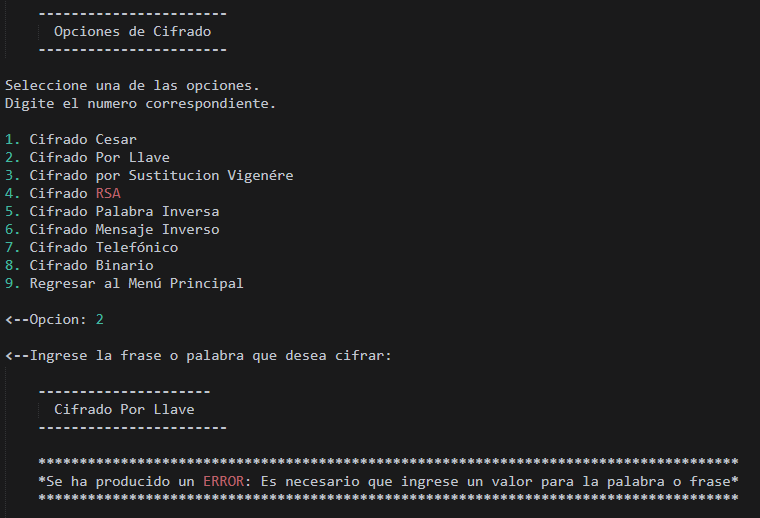 -----------------------
Opciones de Cifrado
-----------------------
Seleccione una de las opciones.
Digite el numero correspondiente.
1. Cifrado Cesar
2. Cifrado Por Llave
3. Cifrado por Sustitucion Vigenére
4. Cifrado RSA
5. Cifrado Palabra Inversa
6. Cifrado Mensaje Inverso
7. Cifrado Telefónico
8. Cifrado Binario
9. Regresar al Menú Principal
<--Opcion: 2
<--Ingrese la frase o palabra que desea cifrar:
---------------------
Cifrado Por Llave
-----------------------
*************************************************************************************
*Se ha producido un ERROR: Es necesario que ingrese un valor para la palabra o frase*
*************************************************************************************